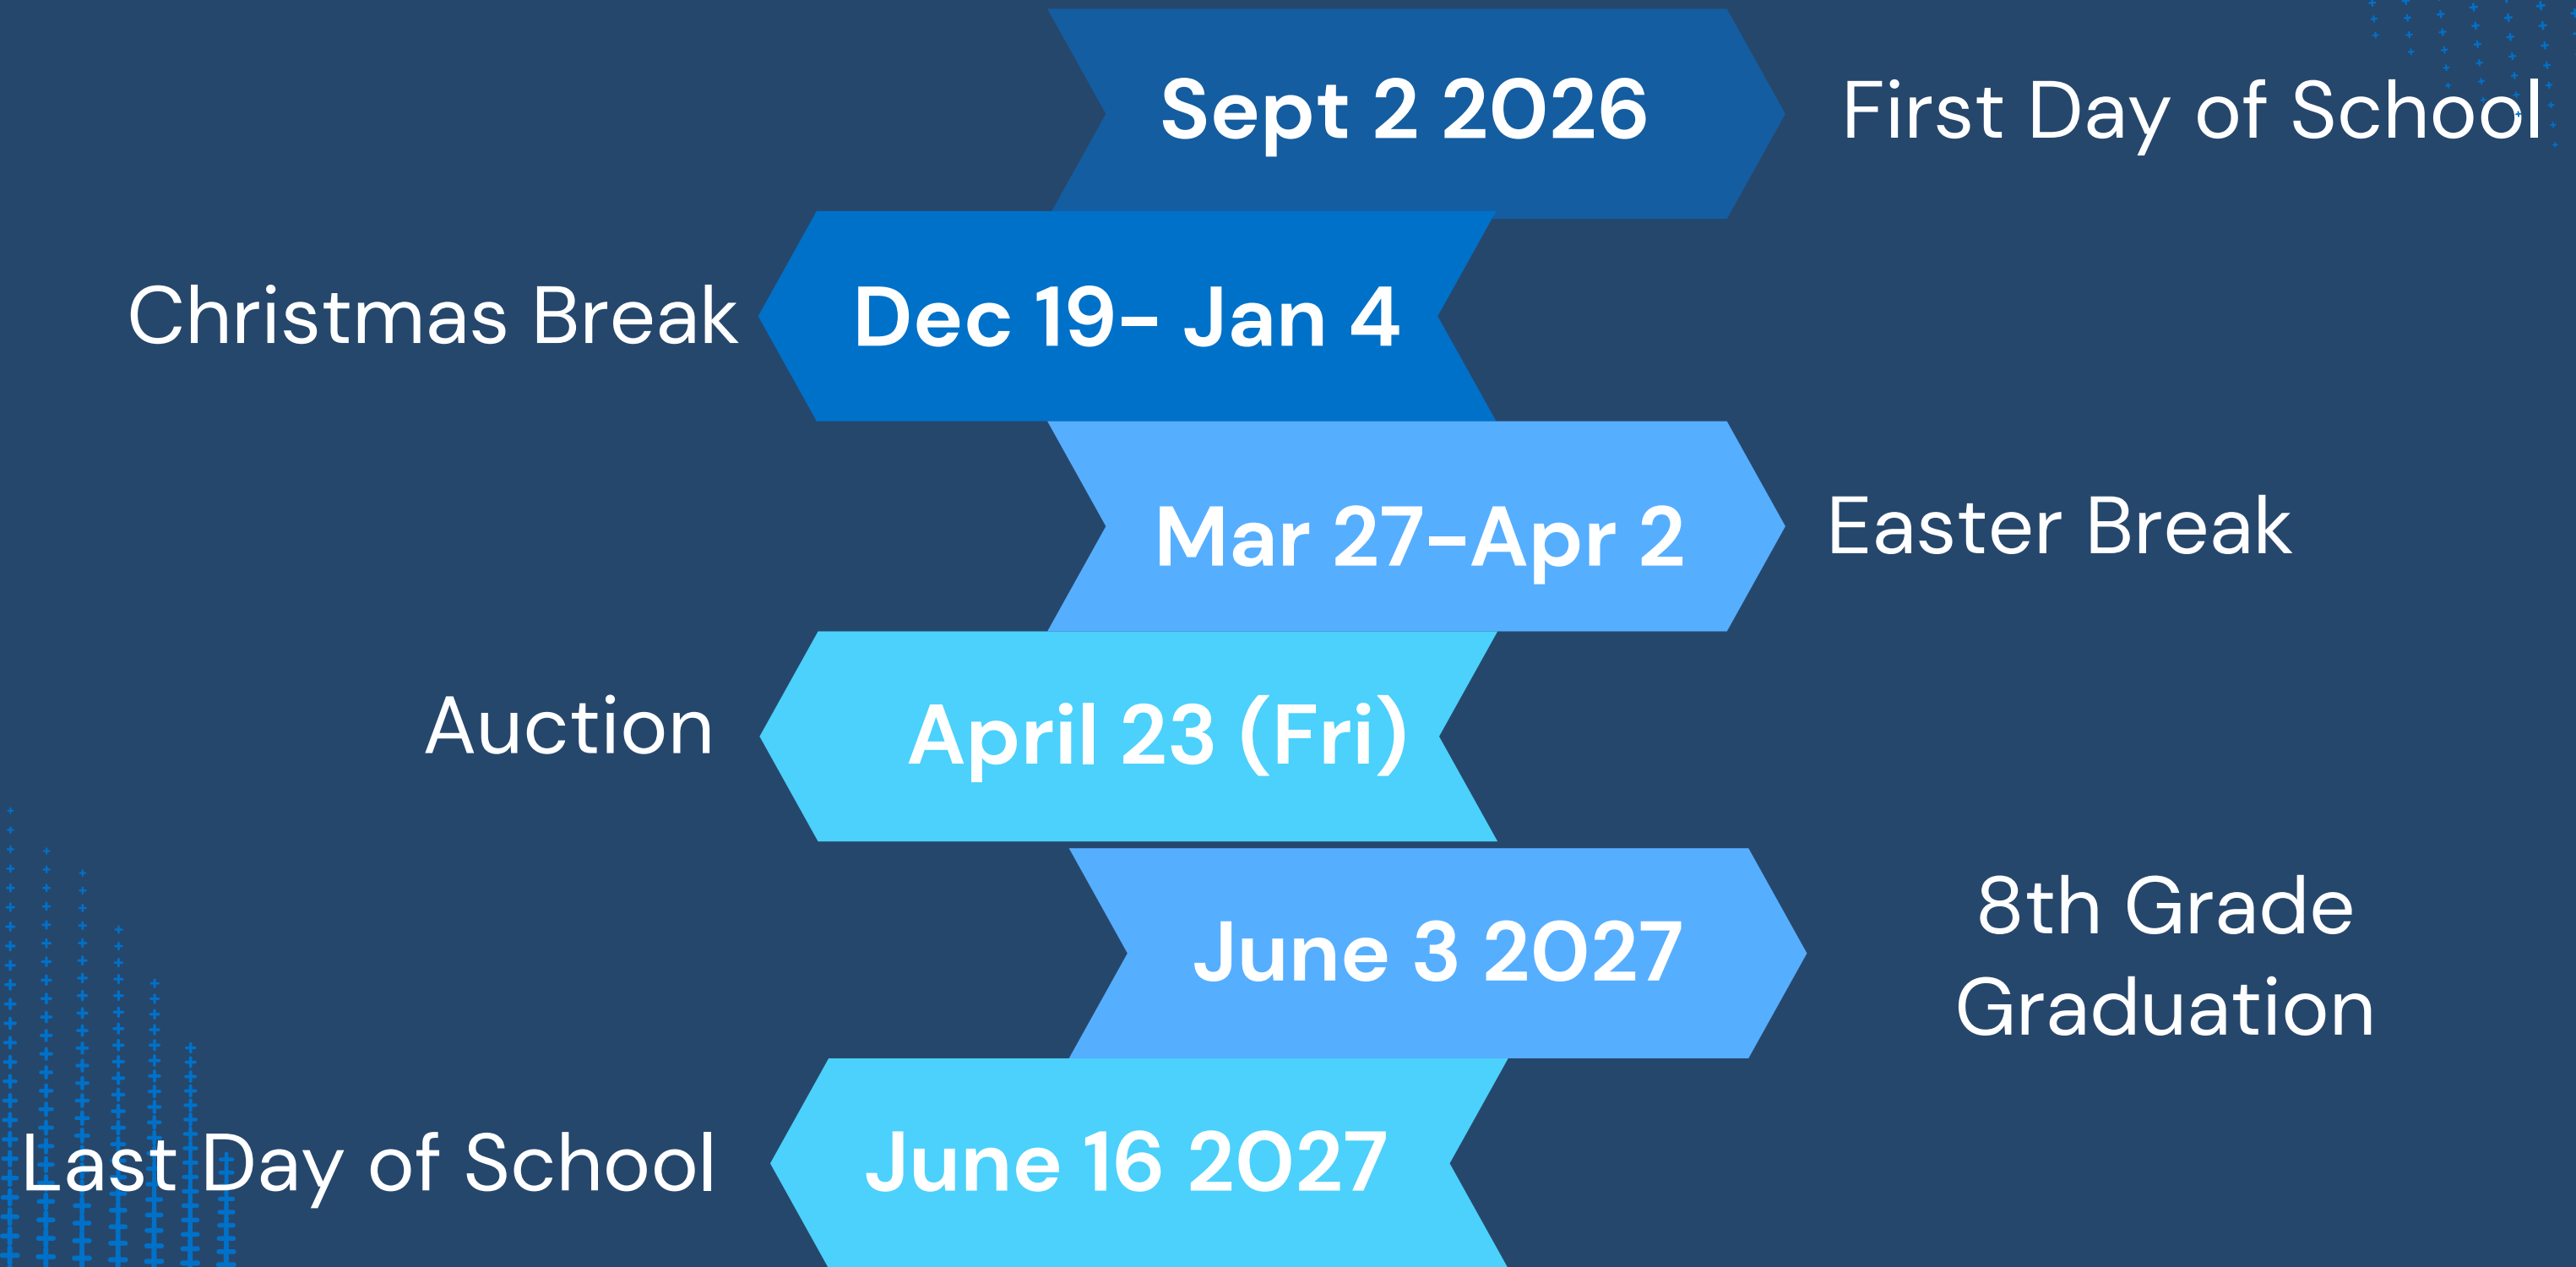 Sept 2 2026
First Day of School
Christmas Break
Dec 19- Jan 4
Mar 27-Apr 2
Easter Break
Auction
April 23 (Fri)
June 3 2027
8th Grade
Graduation
Last Day of School
June 16 2027